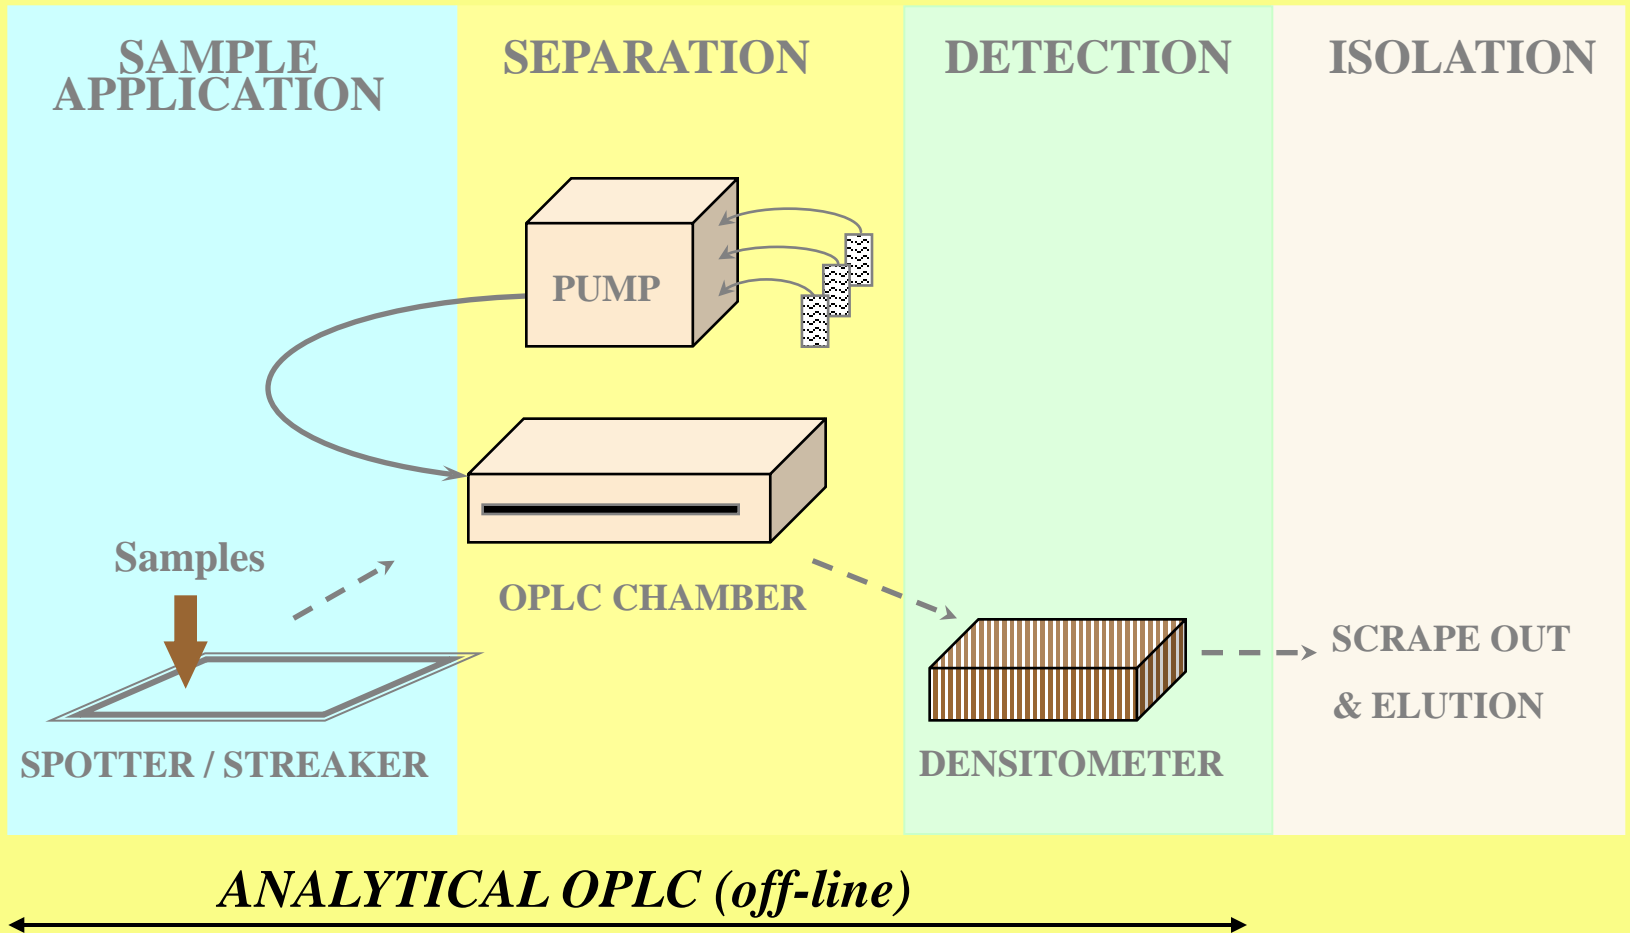 SAMPLE
APPLICATION
SEPARATION
DETECTION
ISOLATION
PUMP
Samples
OPLC CHAMBER
SCRAPE OUT
& ELUTION
SPOTTER / STREAKER
DENSITOMETER
ANALYTICAL OPLC (off-line)